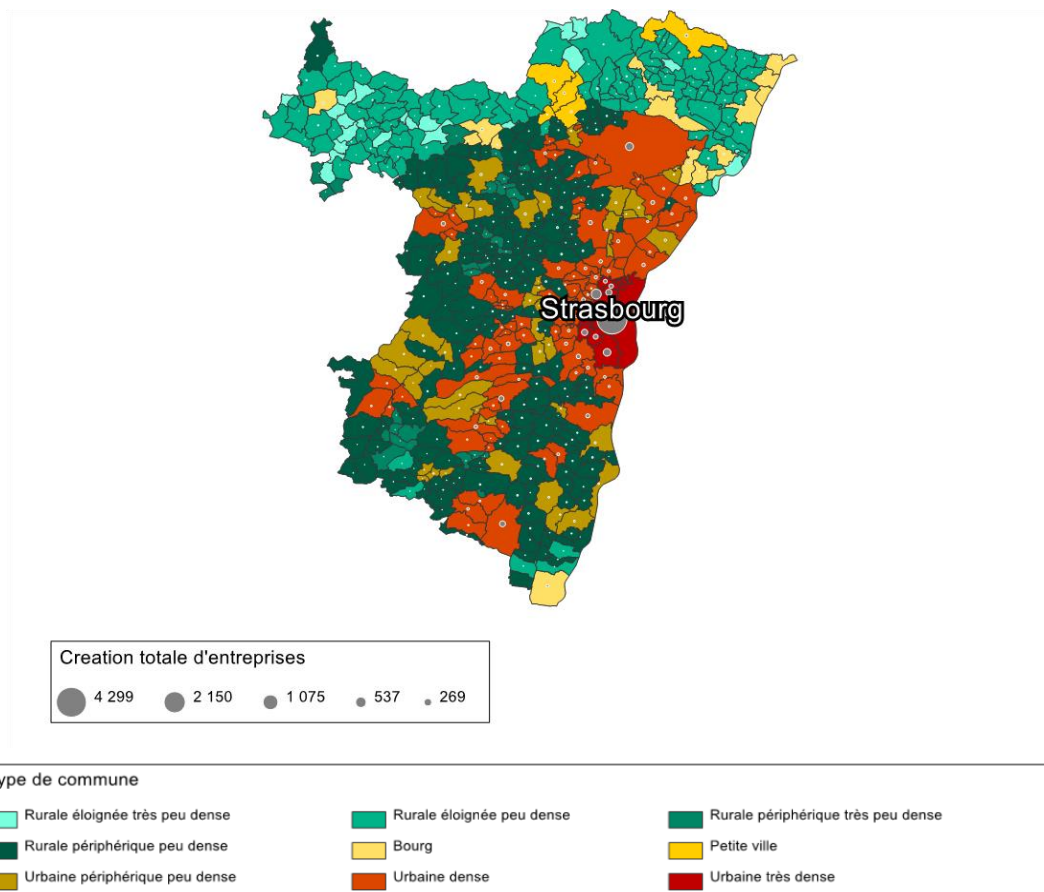 Strasbourg
Creation totale d'entreprises
4 299 2 150 1 075 537 269
ype de commune
Rurale éloignée très peu dense Rurale éloignée peu dense Rurale périphérique très peu dense
Rurale périphérique peu dense Bourg Petite ville
Urbaine périphérique peu dense Urbaine dense Urbaine très dense